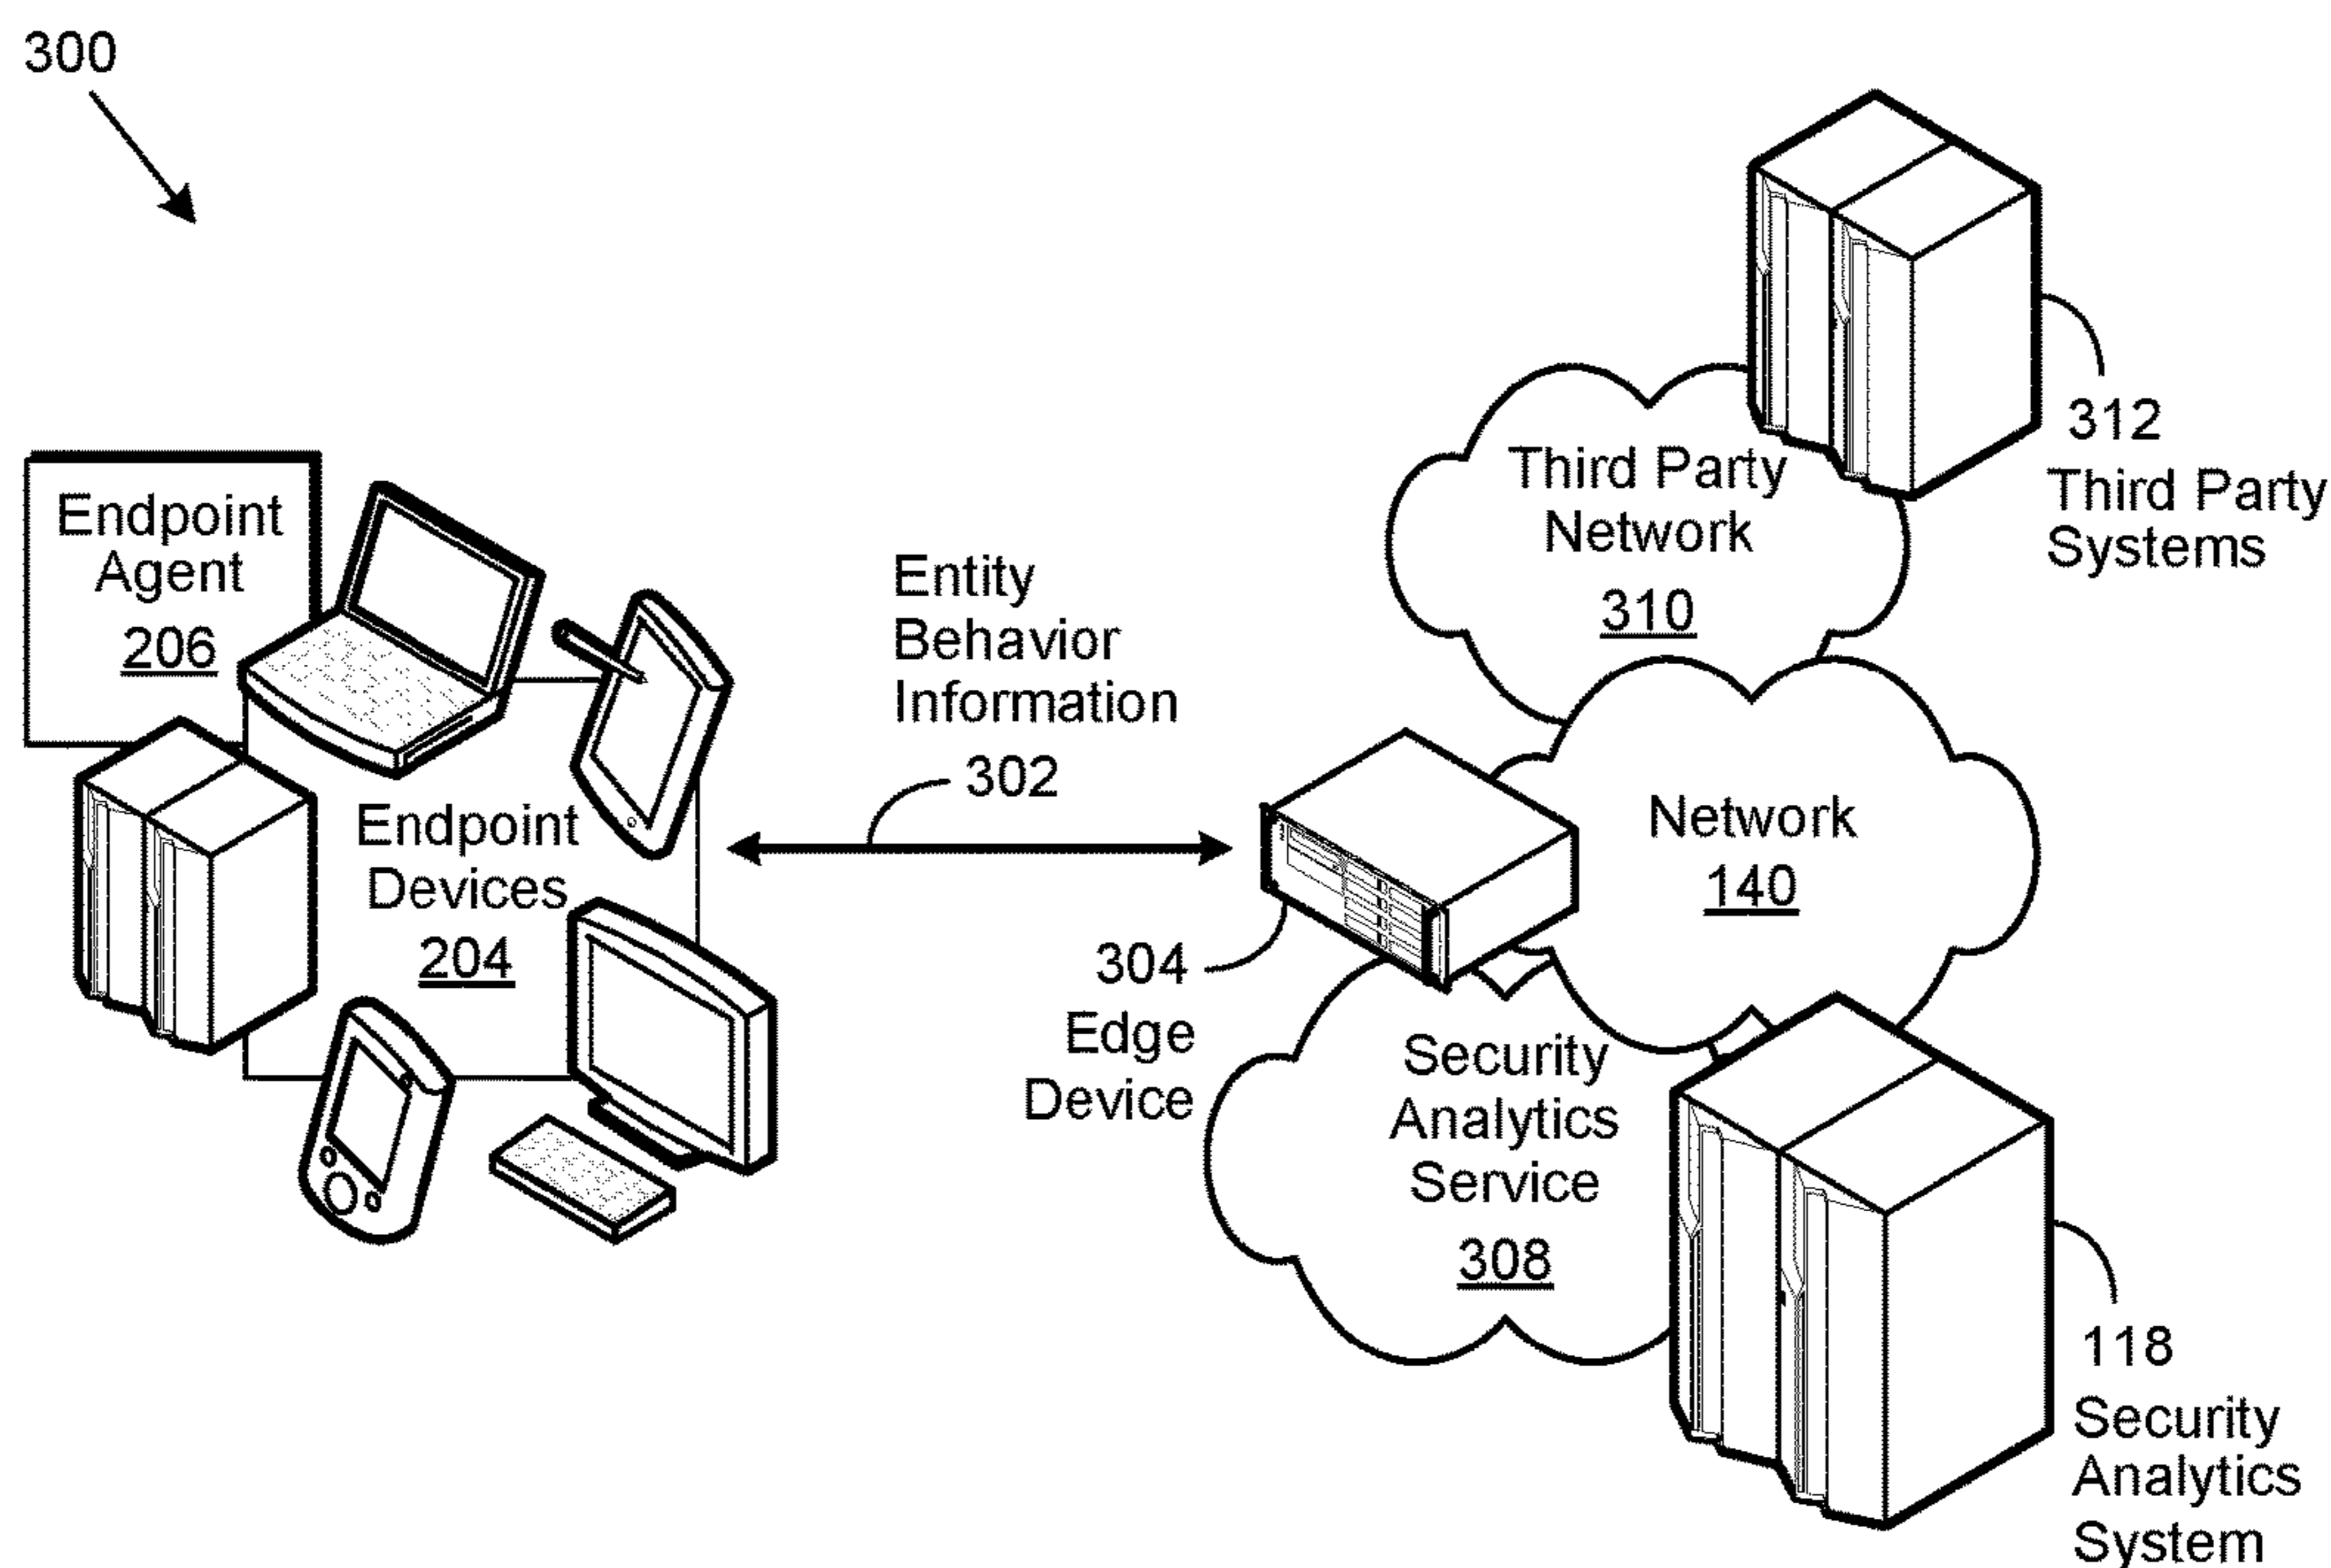 300
Endpoint
Agent
206
Endpoint
Devices
204
Entity
Behavior
Information
302
304
Edge
Device
Third Party
Network
310
312
Third Party
Systems
Network
140
Security
Analytics
Service
308
118
Security
Analytics
System